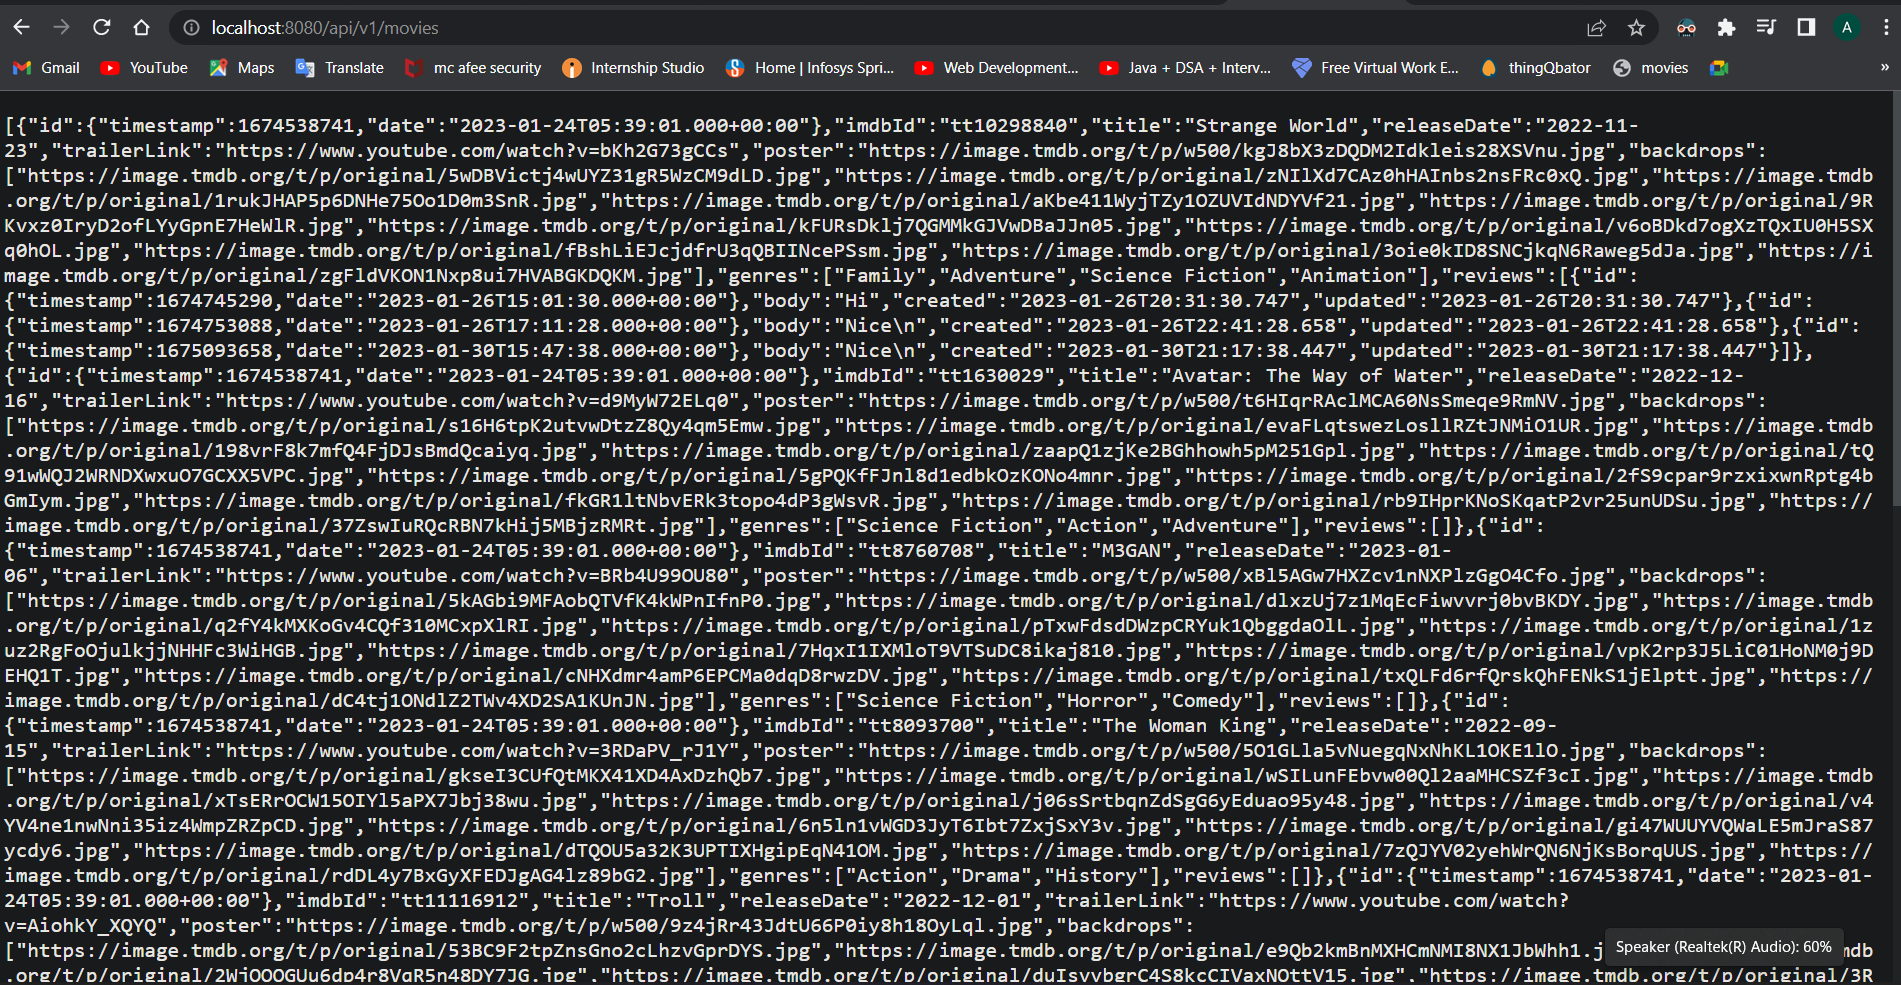 localhost:8080/api/v1/movies
A
Gmail YouTube Maps Translate mc afee security Internship Studio Home | Infosys Spri... Web Development... Java + DSA + Interv... Free Virtual Work E... thingQbator movies »
[{"id":{"timestamp":1674538741,"date":"2023-01-24T05:39:01.000+00:00"},"imdbId":"tt10298840","title":"Strange World","releaseDate":"2022-11-
23","trailerLink":"https://www.youtube.com/watch?v=bKh2G73gCCs","poster":"https://image.tmdb.org/t/p/w500/kgJ8bX3zDQDM2Idkleis28XSVnu.jpg","backdrops":
["https://image.tmdb.org/t/p/original/5wDBVictj4wUYZ31gR5WzCM9dLD.jpg","https://image.tmdb.org/t/p/original/zNIlXd7CAz0hHAInbs2nsFRc0xQ.jpg","https://image.tmdb
.org/t/p/original/1rukJHAP5p6DNHe75Oo1D0m3SnR.jpg","https://image.tmdb.org/t/p/original/aKbe411WyjTZy1OZUVIdNDYVf21.jpg","https://image.tmdb.org/t/p/original/9R
Kvxz0IryD2ofLYyGpnE7HeWlR.jpg","https://image.tmdb.org/t/p/original/kFURsDklj7QGMMkGJVwDBaJJn05.jpg","https://image.tmdb.org/t/p/original/v6oBDkd7ogXzTQxIU0H5SX
q0hOL.jpg","https://image.tmdb.org/t/p/original/fBshLiEJcjdfrU3qQBIINcePSsm.jpg","https://image.tmdb.org/t/p/original/3oie0kID8SNCjkqN6Raweg5dJa.jpg","https://i
mage.tmdb.org/t/p/original/zgFldVKON1Nxp8ui7HVABGKDQKM.jpg"],"genres":["Family","Adventure","Science Fiction","Animation"],"reviews":[{"id":
{"timestamp":1674745290,"date":"2023-01-26T15:01:30.000+00:00"},"body":"Hi","created":"2023-01-26T20:31:30.747","updated":"2023-01-26T20:31:30.747"},{"id":
{"timestamp":1674753088,"date":"2023-01-26T17:11:28.000+00:00"},"body":"Nice\n","created":"2023-01-26T22:41:28.658","updated":"2023-01-26T22:41:28.658"},{"id":
{"timestamp":1675093658,"date":"2023-01-30T15:47:38.000+00:00"},"body":"Nice\n","created":"2023-01-30T21:17:38.447","updated":"2023-01-30T21:17:38.447"}]},
{"id":{"timestamp":1674538741,"date":"2023-01-24T05:39:01.000+00:00"},"imdbId":"tt1630029","title":"Avatar: The Way of Water","releaseDate":"2022-12-
16","trailerLink":"https://www.youtube.com/watch?v=d9MyW72ELq0","poster":"https://image.tmdb.org/t/p/w500/t6HIqrRAclMCA60NsSmeqe9RmNV.jpg","backdrops":
["https://image.tmdb.org/t/p/original/s16H6tpK2utvwDtzZ8Qy4qm5Emw.jpg","https://image.tmdb.org/t/p/original/evaFLqtswezLosllRZtJNMiO1UR.jpg","https://image.tmdb
.org/t/p/original/198vrF8k7mfQ4FjDJsBmdQcaiyq.jpg","https://image.tmdb.org/t/p/original/zaapQ1zjKe2BGhhowh5pM251Gpl.jpg","https://image.tmdb.org/t/p/original/tQ
91wWQJ2WRNDXwxuO7GCXX5VPC.jpg","https://image.tmdb.org/t/p/original/5gPQKfFJnl8d1edbkOzKONo4mnr.jpg","https://image.tmdb.org/t/p/original/2fS9cpar9rzxixwnRptg4b
GmIym.jpg","https://image.tmdb.org/t/p/original/fkGR1ltNbvERk3topo4dP3gWsvR.jpg","https://image.tmdb.org/t/p/original/rb9IHprKNoSKqatP2vr25unUDSu.jpg","https://
image.tmdb.org/t/p/original/37ZswIuRQcRBN7kHij5MBjzRMRt.jpg"],"genres":["Science Fiction","Action","Adventure"],"reviews":[]},{"id":
{"timestamp":1674538741,"date":"2023-01-24T05:39:01.000+00:00"},"imdbId":"tt8760708","title":"M3GAN","releaseDate":"2023-01-
06","trailerLink":"https://www.youtube.com/watch?v=BRb4U99OU80","poster":"https://image.tmdb.org/t/p/w500/xBl5AGw7HXZcv1nNXPlzGgO4Cfo.jpg","backdrops":
["https://image.tmdb.org/t/p/original/5kAGbi9MFAobQTVfK4kWPnIfnP0.jpg","https://image.tmdb.org/t/p/original/dlxzUj7z1MqEcFiwvvrj0bvBKDY.jpg","https://image.tmdb
.org/t/p/original/q2fY4kMXKoGv4CQf310MCxpXlRI.jpg","https://image.tmdb.org/t/p/original/pTxwFdsdDWzpCRYuk1QbggdaOlL.jpg","https://image.tmdb.org/t/p/original/1z
uz2RgFoOjulkjjNHHFc3WiHGB.jpg","https://image.tmdb.org/t/p/original/7HqxI1IXMloT9VTSuDC8ikaj810.jpg","https://image.tmdb.org/t/p/original/vpK2rp3J5LiC01HoNM0j9D
EHQ1T.jpg","https://image.tmdb.org/t/p/original/cNHXdmr4amP6EPCMa0dqD8rwzDV.jpg","https://image.tmdb.org/t/p/original/txQLFd6rfQrskQhFENkS1jElptt.jpg","https://
image.tmdb.org/t/p/original/dC4tj1ONdlZ2TWv4XD2SA1KUnJN.jpg"],"genres":["Science Fiction","Horror","Comedy"],"reviews":[]},{"id":
{"timestamp":1674538741,"date":"2023-01-24T05:39:01.000+00:00"},"imdbId":"tt8093700","title":"The Woman King","releaseDate":"2022-09-
15","trailerLink":"https://www.youtube.com/watch?v=3RDaPV_rJ1Y","poster":"https://image.tmdb.org/t/p/w500/5O1GLla5vNuegqNxNhKL1OKE1lO.jpg","backdrops":
["https://image.tmdb.org/t/p/original/gkseI3CUfQtMKX41XD4AxDzhQb7.jpg","https://image.tmdb.org/t/p/original/wSILunFEbvw00Ql2aaMHCSZf3cI.jpg","https://image.tmdb
.org/t/p/original/xTsERrOCW15OIYl5aPX7Jbj38wu.jpg","https://image.tmdb.org/t/p/original/j06sSrtbqnZdSgG6yEduao95y48.jpg","https://image.tmdb.org/t/p/original/v4
YV4ne1nwNni35iz4WmpZRZpCD.jpg","https://image.tmdb.org/t/p/original/6n5ln1vWGD3JyT6Ibt7ZxjSxY3v.jpg","https://image.tmdb.org/t/p/original/gi47WUUYVQWaLE5mJraS87
ycdy6.jpg","https://image.tmdb.org/t/p/original/dTQOU5a32K3UPTIXHgipEqN41OM.jpg","https://image.tmdb.org/t/p/original/7zQJYV02yehWrQN6NjKsBorqUUS.jpg","https://
image.tmdb.org/t/p/original/rdDL4y7BxGyXFEDJgAG4lz89bG2.jpg"],"genres":["Action","Drama","History"],"reviews":[]},{"id":{"timestamp":1674538741,"date":"2023-01-
24T05:39:01.000+00:00"},"imdbId":"tt11116912","title":"Troll","releaseDate":"2022-12-01","trailerLink":"https://www.youtube.com/watch?
v=AiohkY_XQYQ","poster":"https://image.tmdb.org/t/p/w500/9z4jRr43JdtU66P0iy8h18OyLql.jpg","backdrops":
["https://image.tmdb.org/t/p/original/53BC9F2tpZnsGno2cLhzvGprDYS.jpg","https://image.tmdb.org/t/p/original/e9Qb2kmBnMXHCmNMI8NX1JbWhh1.j mdb
.org/t/p/original/2WjOOOGUu6dp4r8VgR5n48DY7JG.jpg","https://image.tmdb.org/t/p/original/duIsyybgrC4S8kcCIVaxNOttV15.jpg","https://image.tmdb.org/t/p/original/3R
Speaker (Realtek(R) Audio): 60%